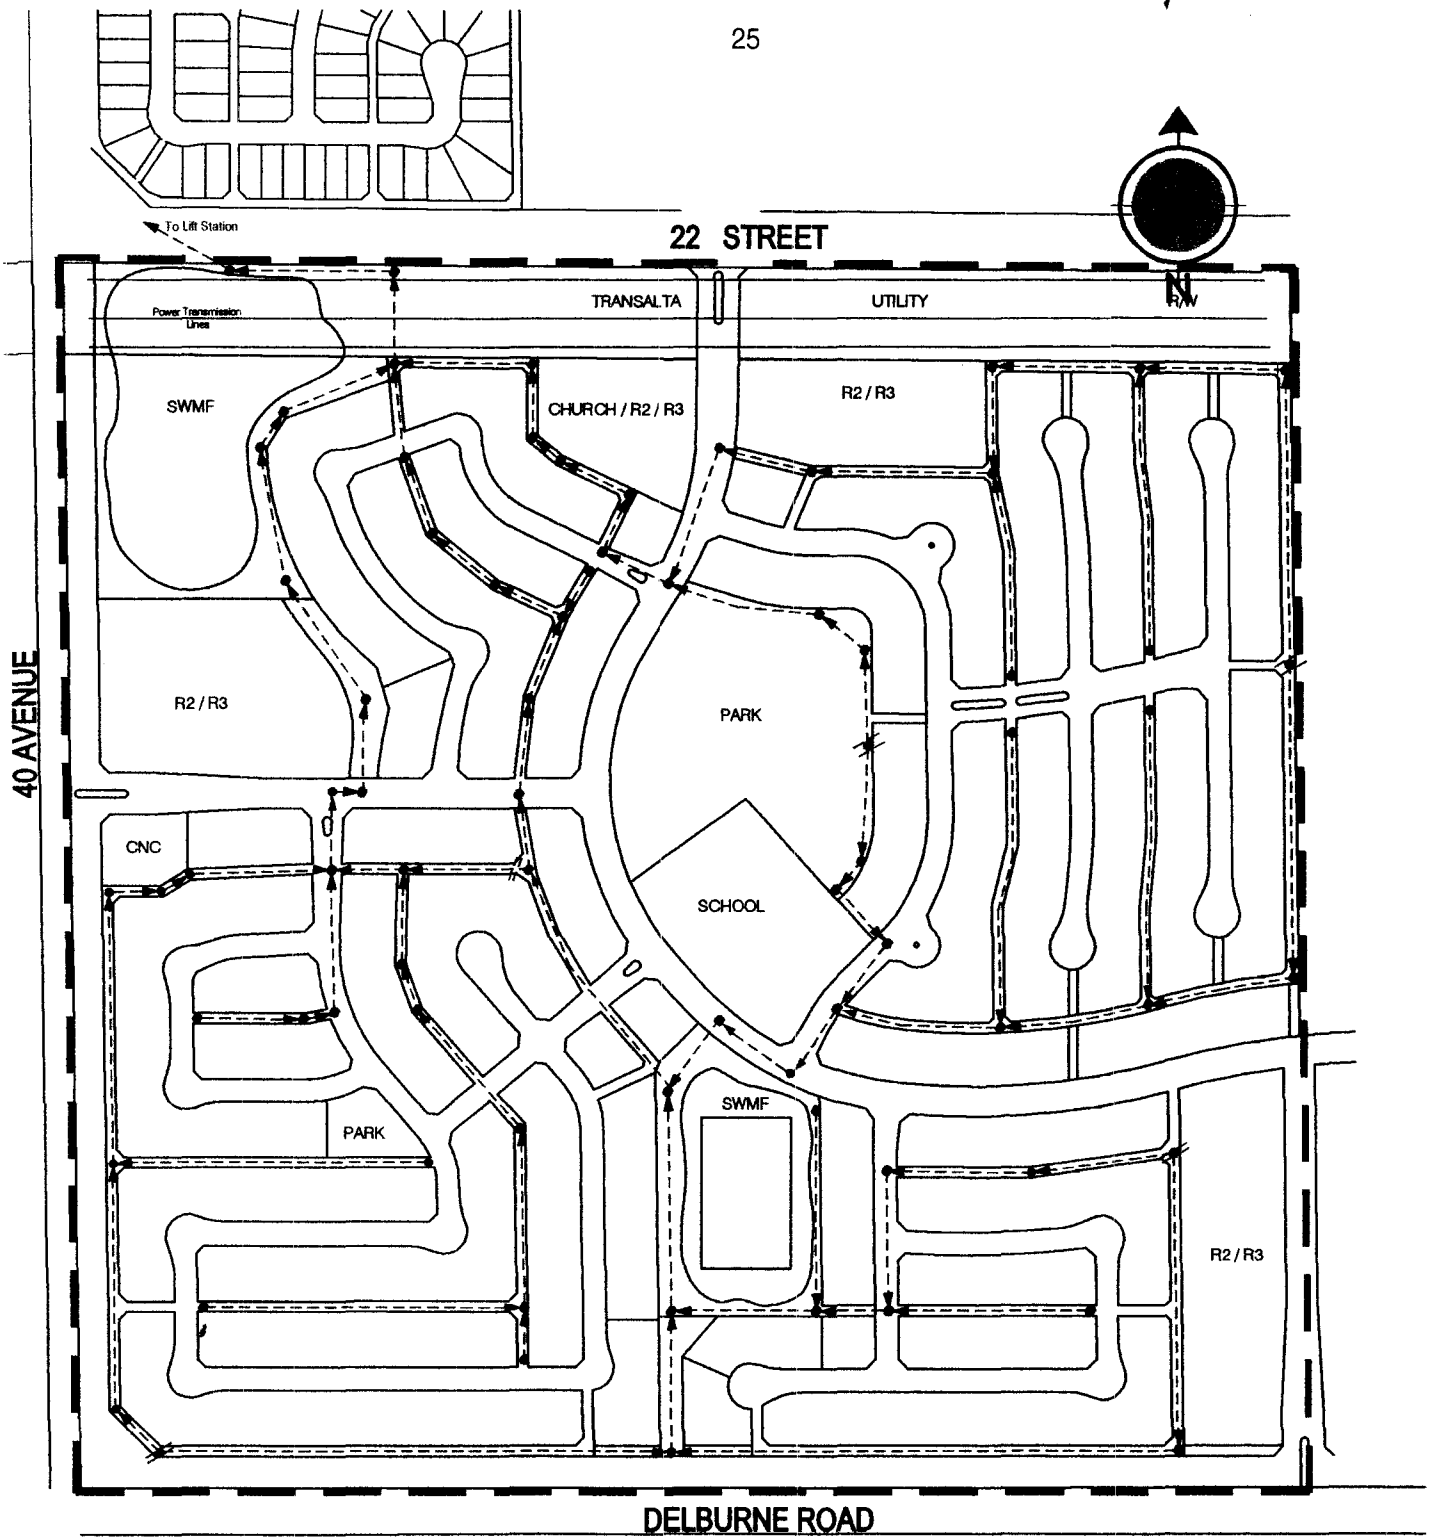 25
To Lift Station
22 STREET
TRANSALTA UTILITY R/W
N
Power Transmission
Lines
SWMF
CHURCH / R2 / R3
R2 / R3
40 AVENUE
R2 / R3
PARK
CNC
SCHOOL
SWMF
PARK
R2 / R3
DELBURNE ROAD